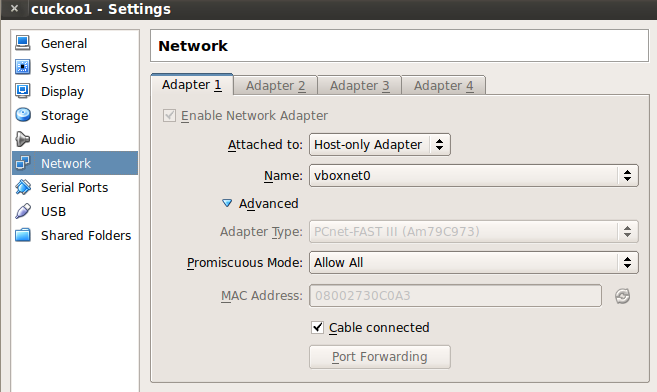 cuckoo1 - Settings
General
System
Display
Storage
Audio
Network
Serial Ports
USB
Shared Folders
Network
Adapter 1 Adapter 2 Adapter 3 Adapter 4
Enable Network Adapter
Attached to: Host-only Adapter
Name: vboxnet0
Advanced
Adapter Type: PCnet-FAST III (Am79C973)
Promiscuous Mode: Allow All
MAC Address: 08002730C0A3
Cable connected
Port Forwarding